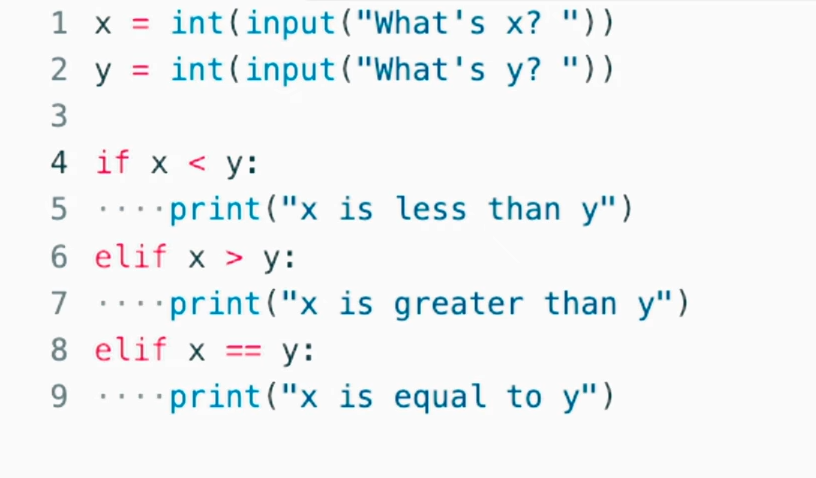 1 x = int(input("What's x? "))
2 y = int(input("What's y? "))
3
4 if x < y:
5 ····print("x is less than y")
6 elif x > y:
7 ····print("x is greater than y")
8 elif x == y:
9 ····print("x is equal to y")